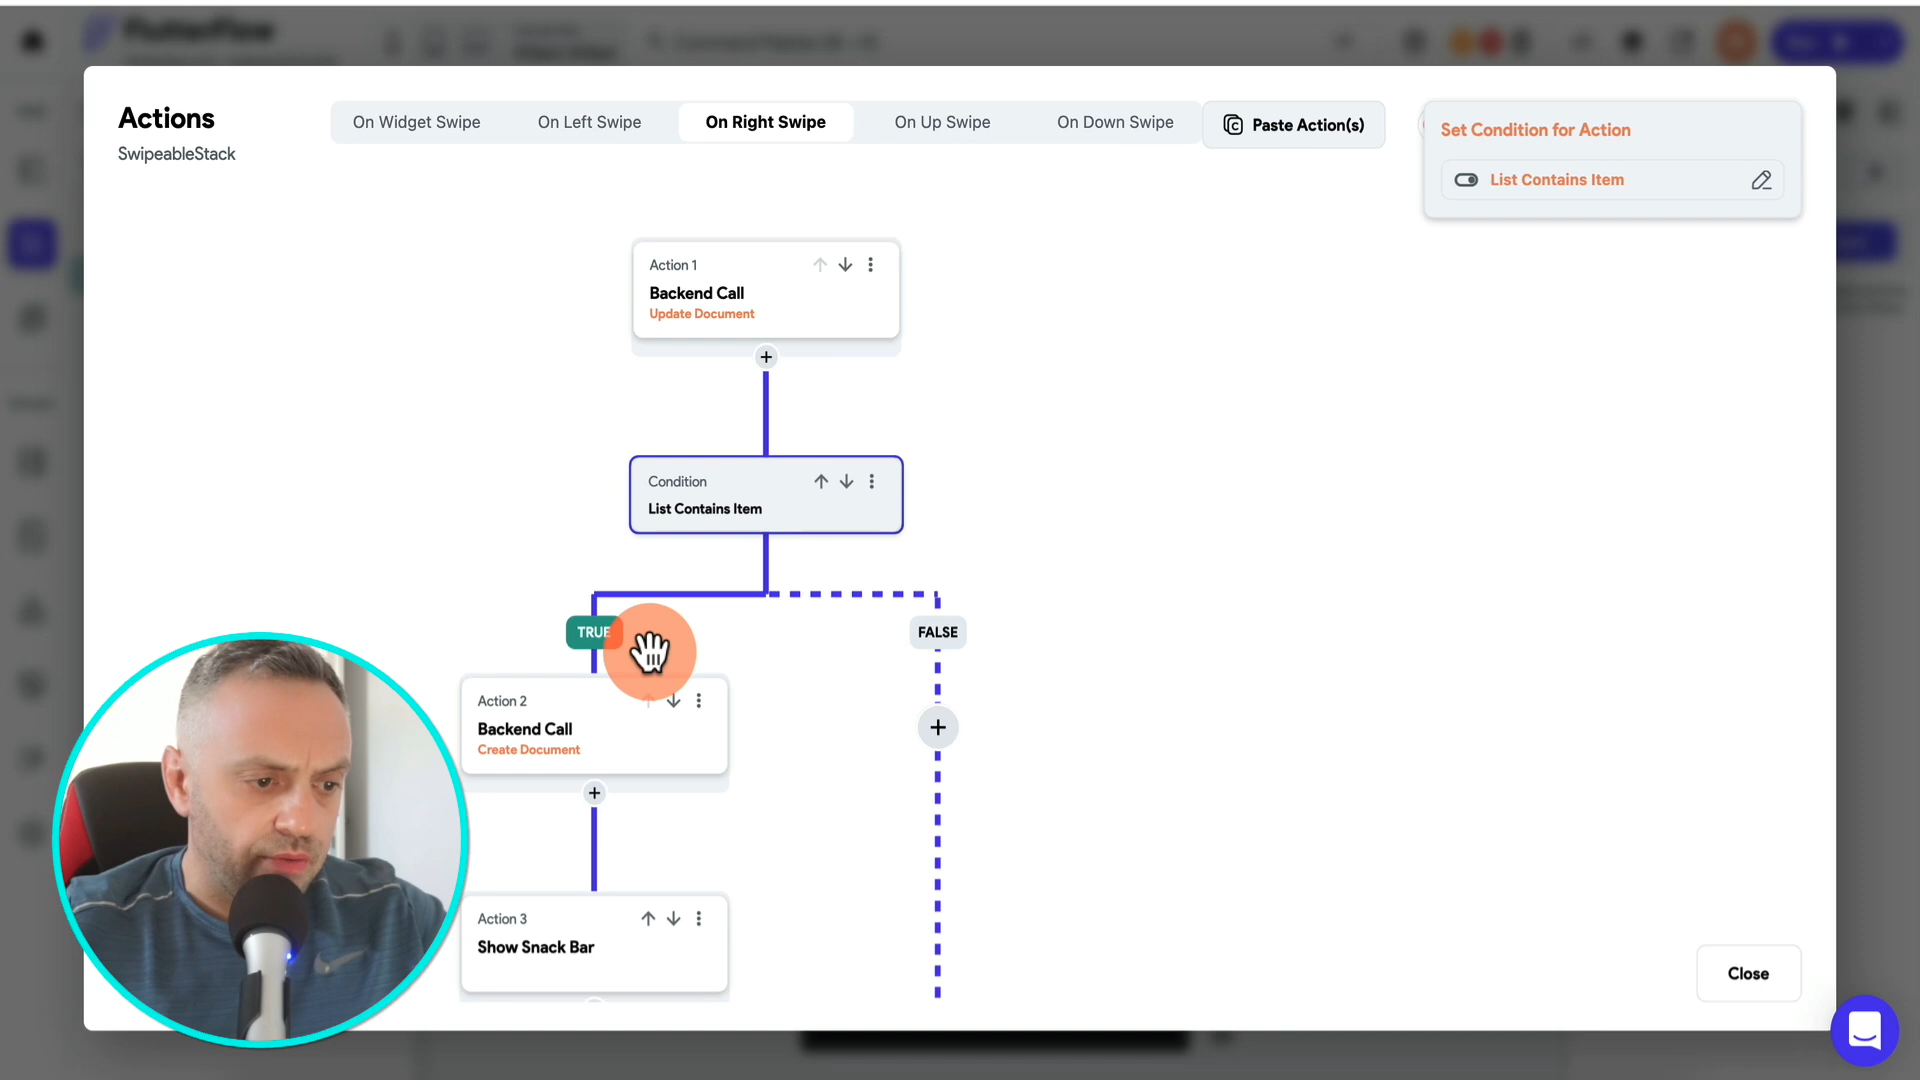 FlutterFlow
Actions
SwipeableStack
On Widget Swipe
On Left Swipe
On Right Swipe
On Up Swipe
On Down Swipe
Paste Action(s)
Set Condition for Action
List Contains Item
Action 1
Backend Call
Update Document
Condition
List Contains Item
TRUE
FALSE
Action 2
Backend Call
Create Document
Action 3
Show Snack Bar
Close